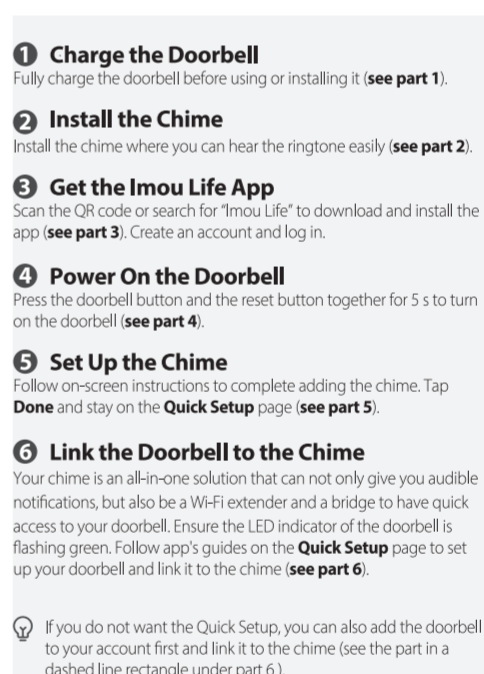 1 Charge the Doorbell
Fully charge the doorbell before using or installing it (see part 1).
2 Install the Chime
Install the chime where you can hear the ringtone easily (see part 2).
3 Get the Imou Life App
Scan the QR code or search for "Imou Life" to download and install the
app (see part 3). Create an account and log in.
4 Power On the Doorbell
Press the doorbell button and the reset button together for 5 s to turn
on the doorbell (see part 4).
5 Set Up the Chime
Follow on-screen instructions to complete adding the chime. Tap
Done and stay on the Quick Setup page (see part 5).
6 Link the Doorbell to the Chime
Your chime is an all-in-one solution that can not only give you audible
notifications, but also be a Wi-Fi extender and a bridge to have quick
access to your doorbell. Ensure the LED indicator of the doorbell is
flashing green. Follow app's guides on the Quick Setup page to set
up your doorbell and link it to the chime (see part 6).
If you do not want the Quick Setup, you can also add the doorbell
to your account first and link it to the chime (see the part in a
dashed line rectangle under part 6 ).